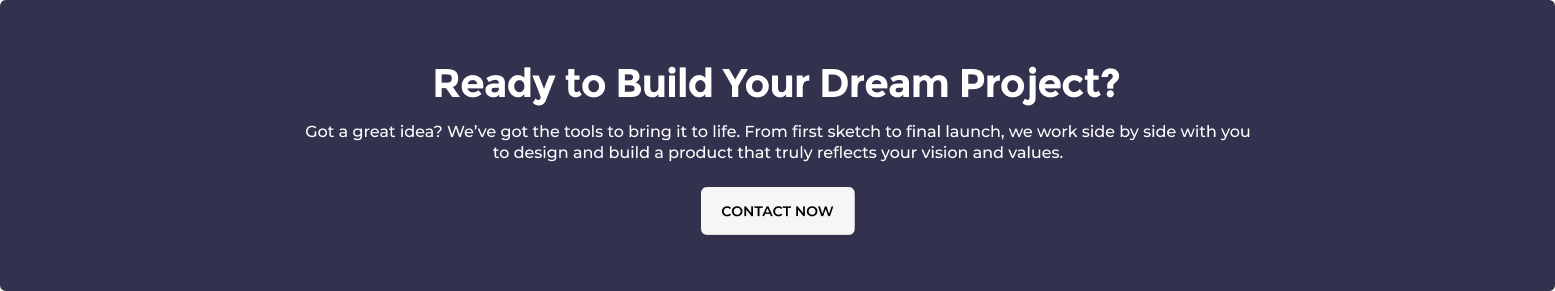 Ready to Build Your Dream Project?
Got a great idea? We’ve got the tools to bring it to life. From first sketch to final launch, we work side by side with you
to design and build a product that truly reflects your vision and values.
CONTACT NOW